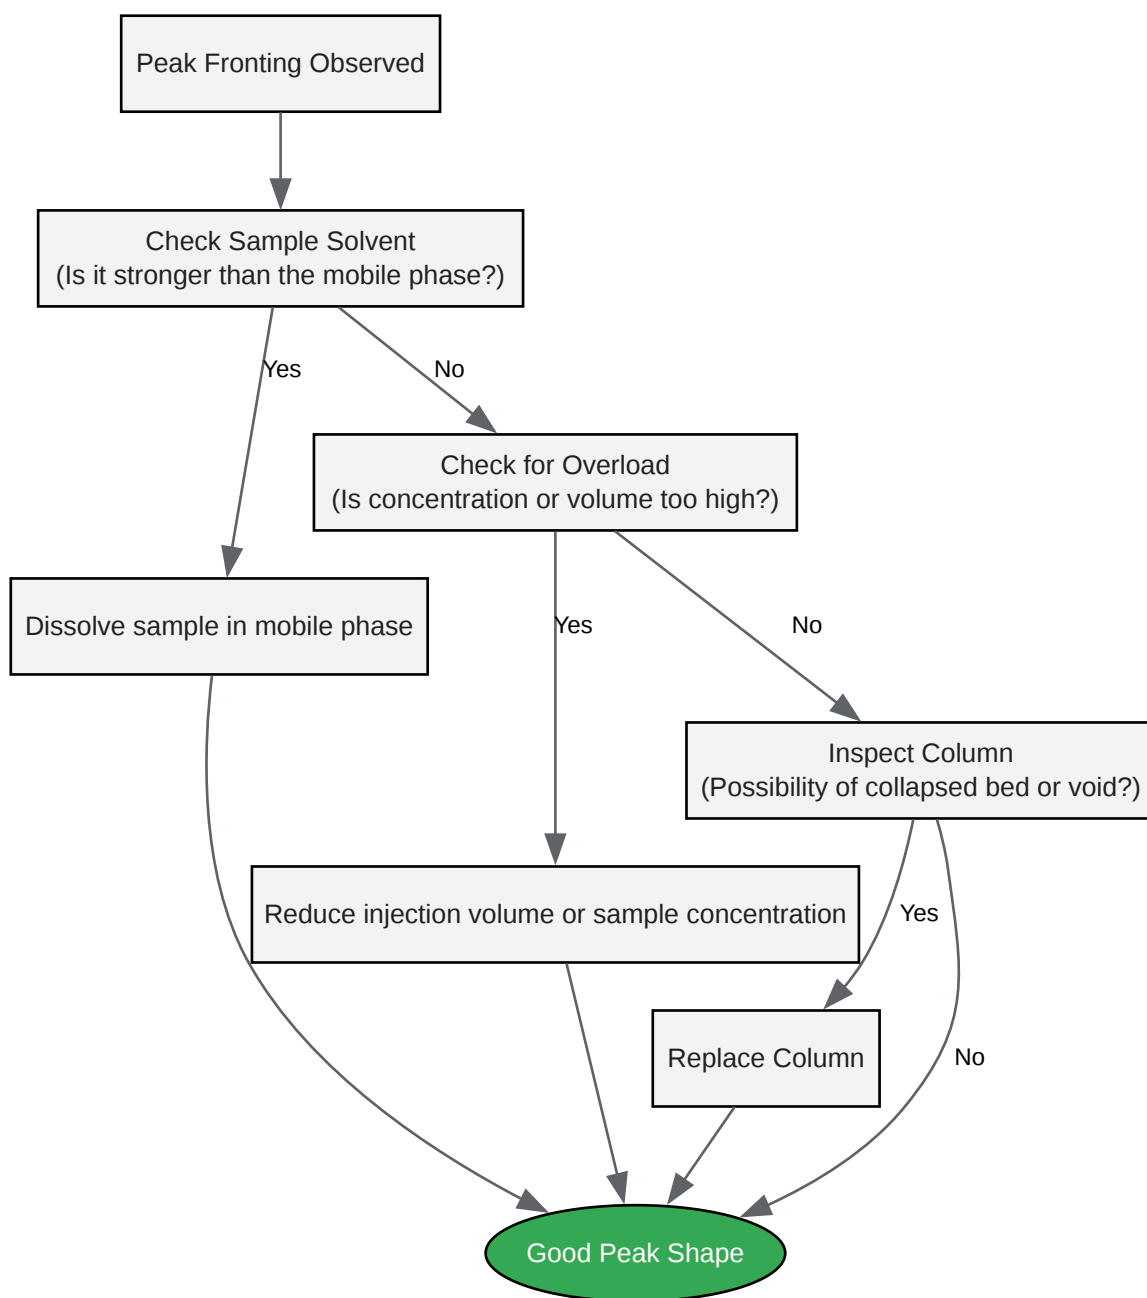 Peak Fronting Observed
Check Sample Solvent
(Is it stronger than the mobile phase?)
Yes
No
Check for Overload
(Is concentration or volume too high?)
Dissolve sample in mobile phase
Yes
No
Inspect Column
(Possibility of collapsed bed or void?)
Reduce injection volume or sample concentration
Yes
Replace Column
No
Good Peak Shape